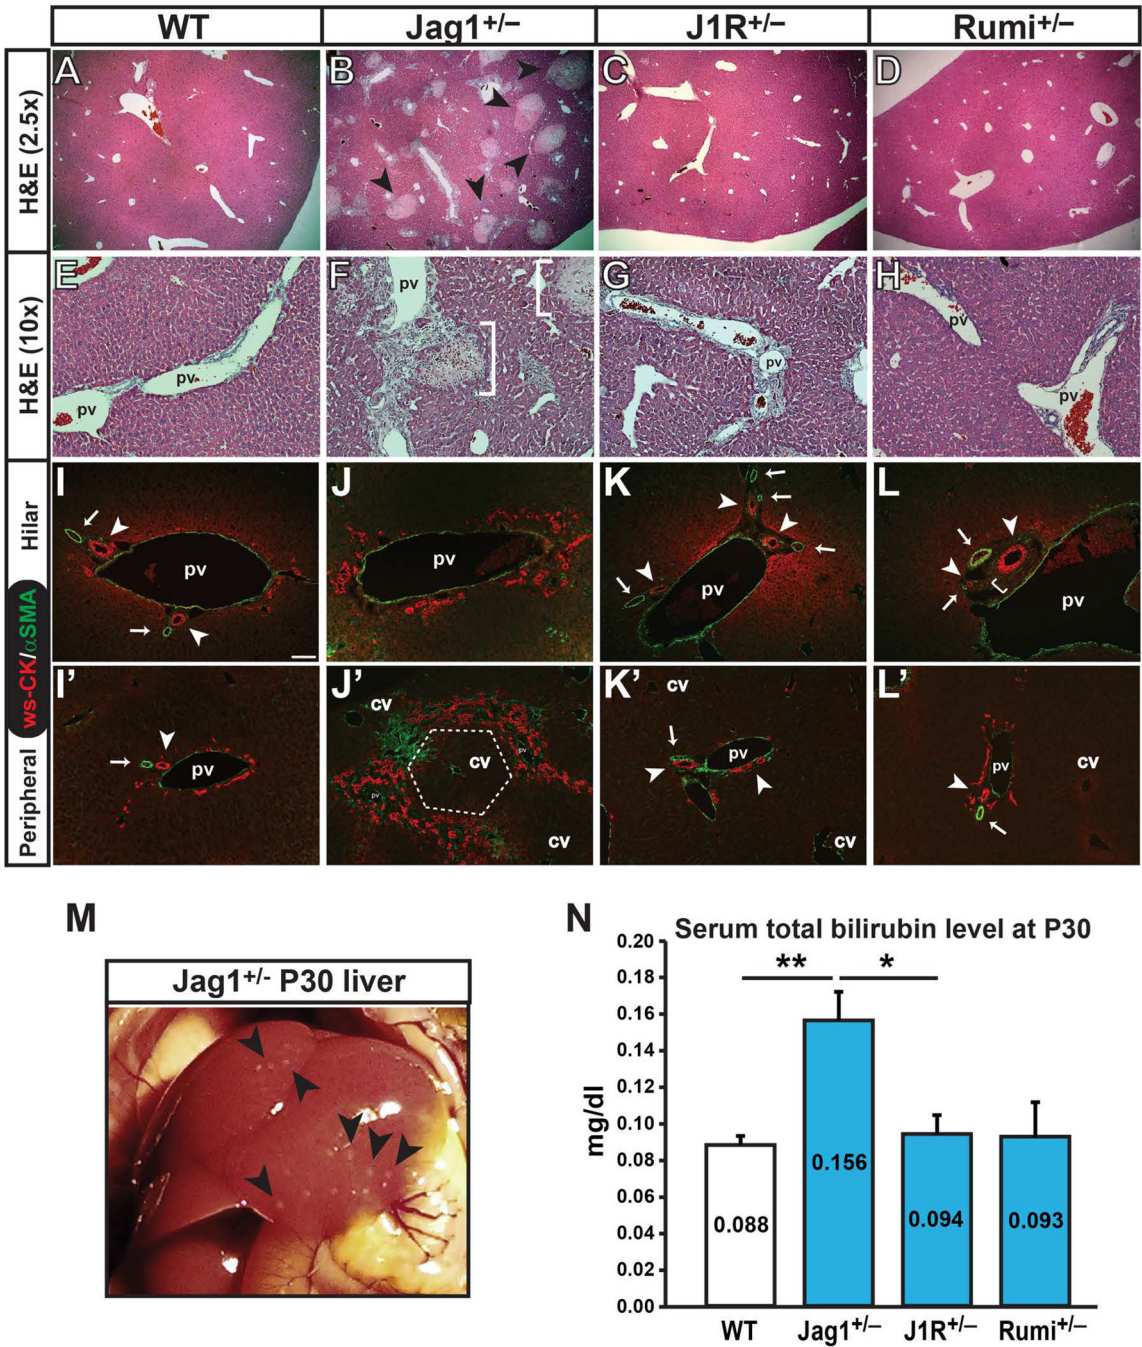 WT Jag1+/– J1R+/– Rumi+/–
H&E (2.5x)
A B C D
H&E (10x)
E F G H
pv pv pv pv pv pv
Hilar
I J K L
pv pv pv pv
ws-CK/αSMA
Peripheral
I’ J’ K’ L’
cv cv
pv cv pv pv cv
pv pv
cv cv
M
Jag1+/- P30 liver
N
Serum total bilirubin level at P30
mg/dl
0.20
0.18
0.16
0.14
0.12
0.10
0.08
0.06
0.04
0.02
0.00
** *
0.088 0.156 0.094 0.093
WT Jag1+/– J1R+/– Rumi+/–